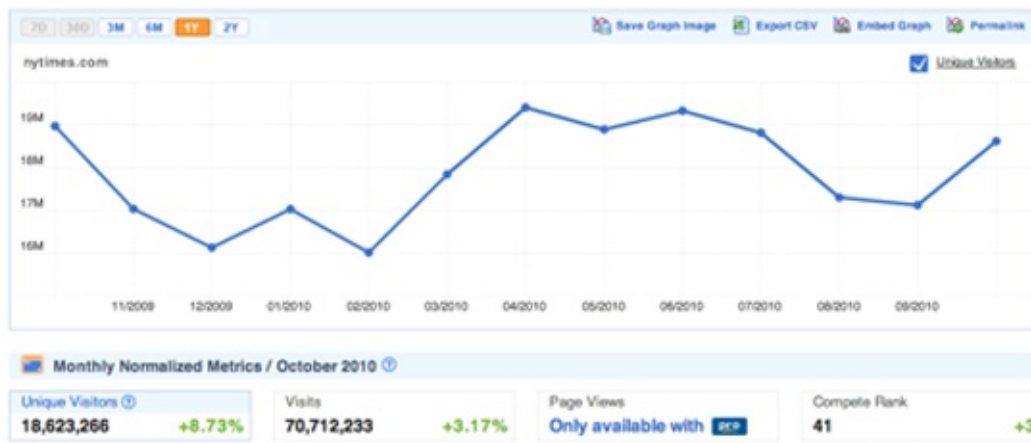 7D 30D 3M 6M 1Y 2Y Save Graph Image Export CSV Embed Graph Permalink
nytimes.com Unique Visitors
19M
18M
17M
16M
11/2009 12/2009 01/2010 02/2010 03/2010 04/2010 05/2010 06/2010 07/2010 08/2010 09/2010
Monthly Normalized Metrics / October 2010
Unique Visitors Visits Page Views Compete Rank
18,623,266 +8.73% 70,712,233 +3.17% Only available with PRO 41